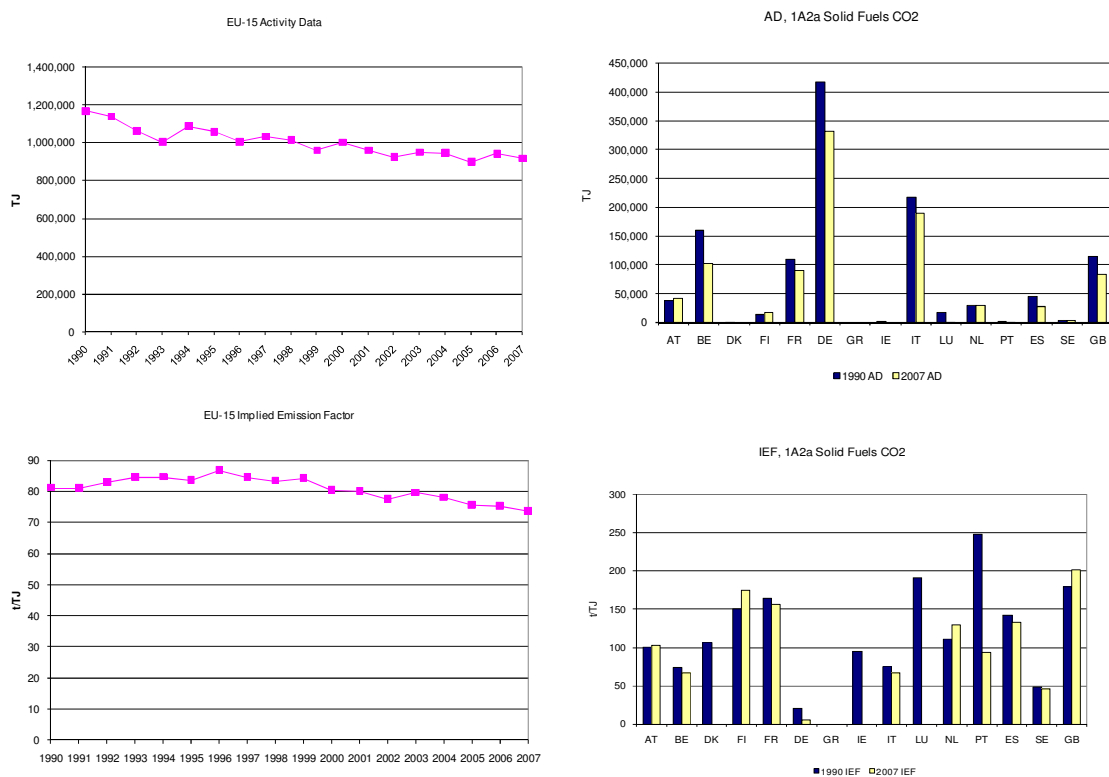 EU-15 Activity Data
1,400,000
1,200,000
1,000,000
800,000
600,000
400,000
200,000
0
TJ
1990 1991 1992 1993 1994 1995 1996 1997 1998 1999 2000 2001 2002 2003 2004 2005 2006 2007
AD, 1A2a Solid Fuels CO2
450,000
400,000
350,000
300,000
250,000
200,000
150,000
100,000
50,000
0
TJ
AT BE DK FI FR DE GR IE IT LU NL PT ES SE GB
1990 AD 2007 AD
EU-15 Implied Emission Factor
90
80
70
60
50
40
30
20
10
0
t/TJ
1990 1991 1992 1993 1994 1995 1996 1997 1998 1999 2000 2001 2002 2003 2004 2005 2006 2007
IEF, 1A2a Solid Fuels CO2
300
250
200
150
100
50
0
t/TJ
AT BE DK FI FR DE GR IE IT LU NL PT ES SE GB
1990 IEF 2007 IEF